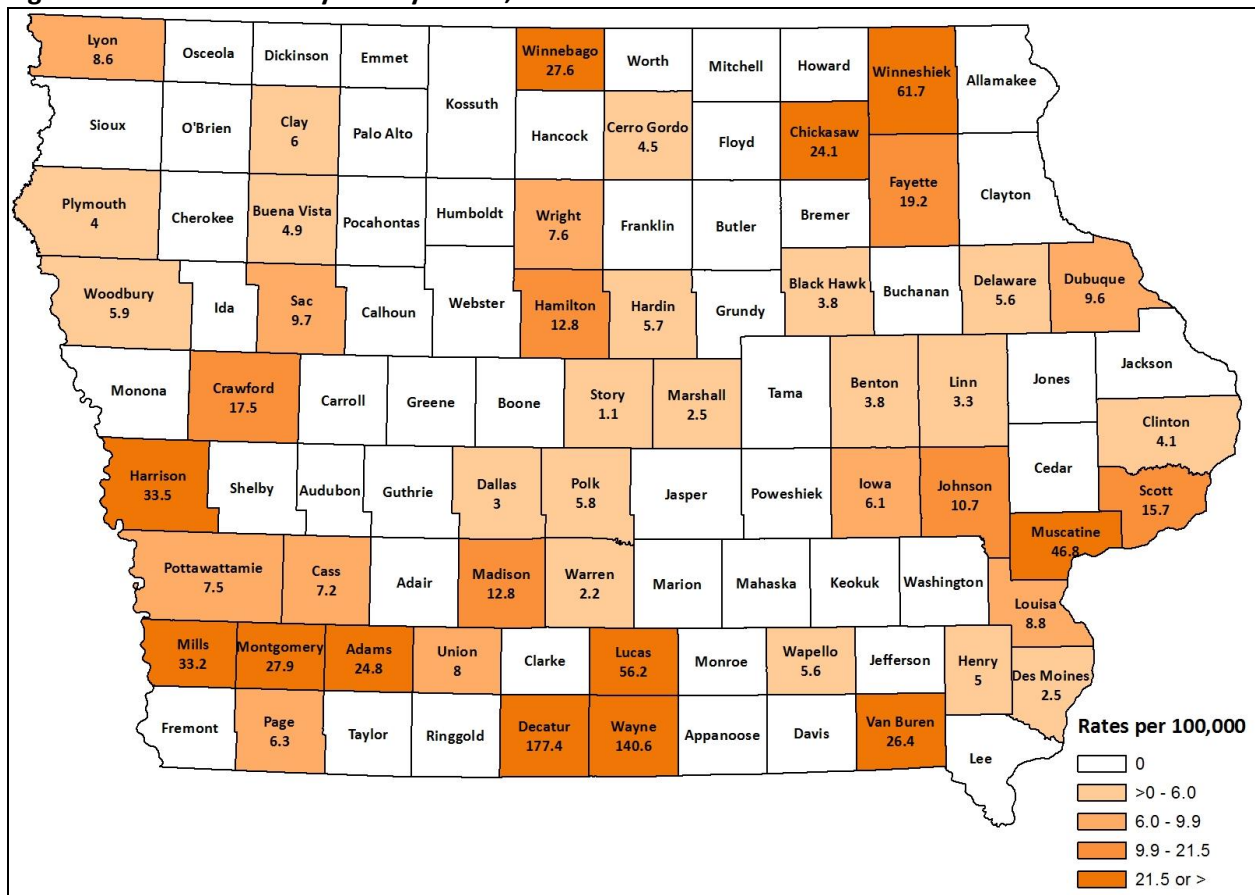 Lyon
8.6
Osceola
Dickinson
Emmet
Kossuth
Winnebago
27.6
Worth
Mitchell
Howard
Winneshiek
61.7
Allamakee
Sioux
O'Brien
Clay
6
Palo Alto
Hancock
Cerro Gordo
4.5
Floyd
Chickasaw
24.1
Plymouth
4
Cherokee
Buena Vista
4.9
Pocahontas
Humboldt
Wright
7.6
Franklin
Butler
Bremer
Fayette
19.2
Clayton
Woodbury
5.9
Ida
Sac
9.7
Calhoun
Webster
Hamilton
12.8
Hardin
5.7
Grundy
Black Hawk
3.8
Buchanan
Delaware
5.6
Dubuque
9.6
Monona
Crawford
17.5
Carroll
Greene
Boone
Story
1.1
Marshall
2.5
Tama
Benton
3.8
Linn
3.3
Jones
Jackson
Clinton
4.1
Harrison
33.5
Shelby
Audubon
Guthrie
Dallas
3
Polk
5.8
Jasper
Poweshiek
Iowa
6.1
Johnson
10.7
Cedar
Scott
15.7
Muscatine
46.8
Pottawattamie
7.5
Cass
7.2
Adair
Madison
12.8
Warren
2.2
Marion
Mahaska
Keokuk
Washington
Louisa
8.8
Mills
33.2
Montgomery
27.9
Adams
24.8
Union
8
Clarke
Lucas
56.2
Monroe
Wapello
5.6
Jefferson
Henry
5
Des Moines
2.5
Fremont
Page
6.3
Taylor
Ringgold
Decatur
177.4
Wayne
140.6
Appanoose
Davis
Van Buren
26.4
Lee
Rates per 100,000
0
>0 - 6.0
6.0 - 9.9
9.9 - 21.5
21.5 or >